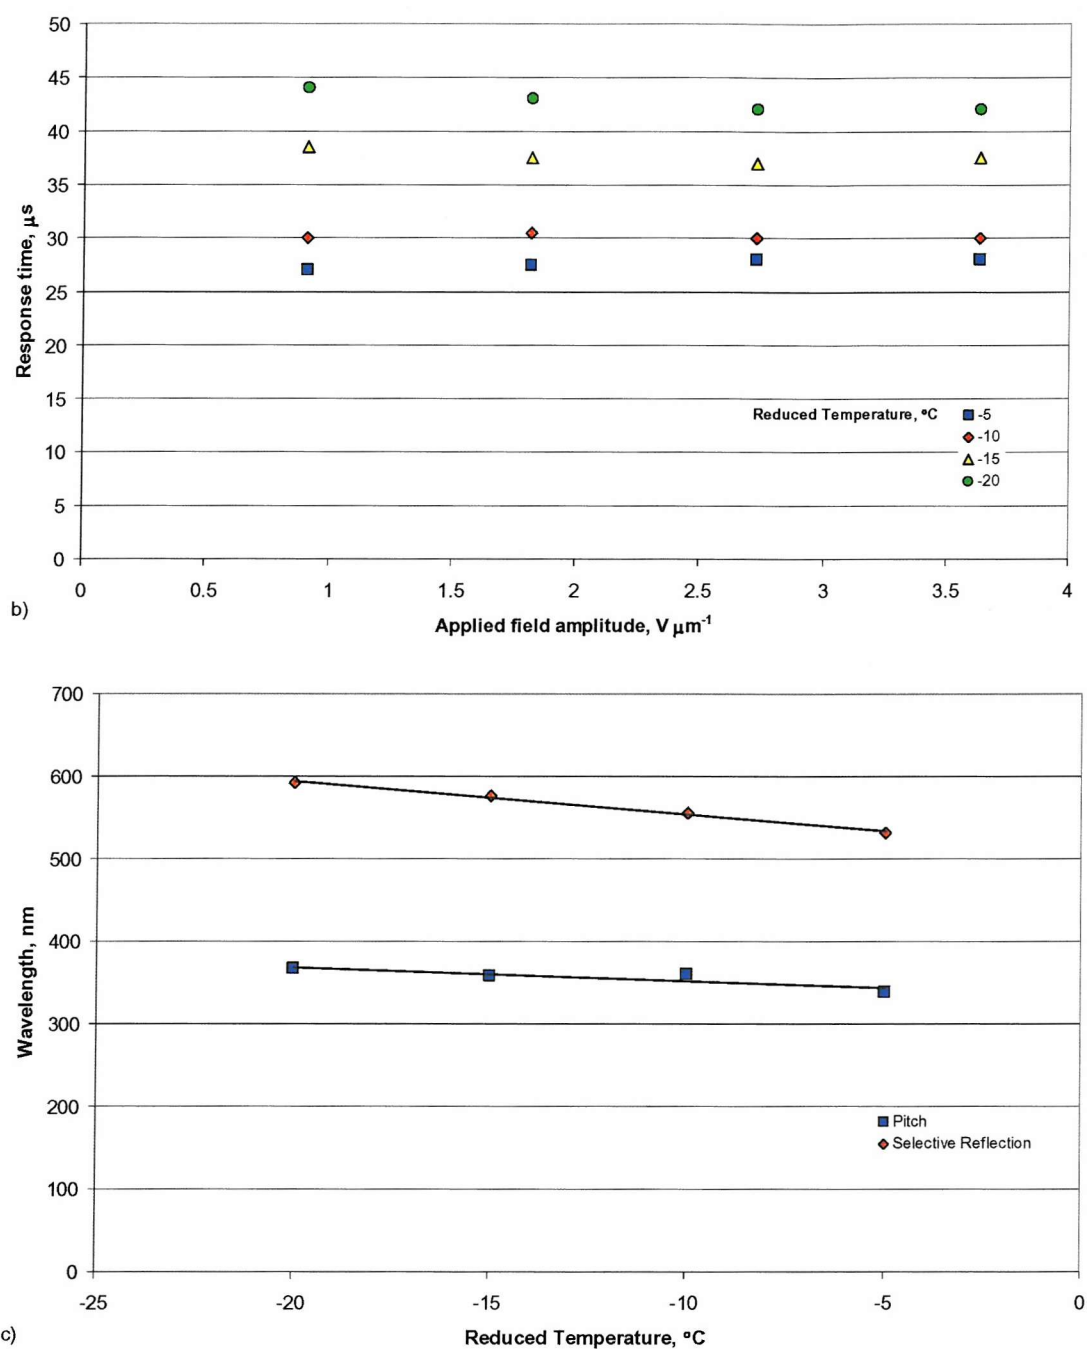 50
45
40
35
30
25
20
15
10
5
0
Response time, μs
Reduced Temperature, °C
-5
-10
-15
-20
0 0.5 1 1.5 2 2.5 3 3.5 4
b)
Applied field amplitude, V μm⁻¹
700
600
500
400
300
200
100
0
Wavelength, nm
Pitch
Selective Reflection
-25 -20 -15 -10 -5 0
c)
Reduced Temperature, °C